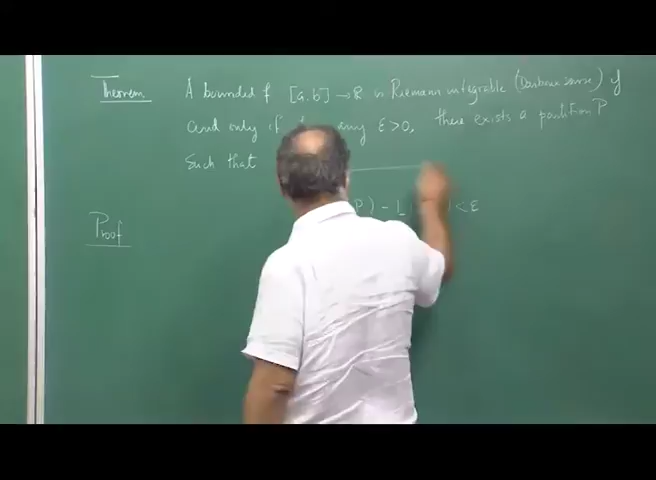 Theorem A bounded f [a.b] → R is Riemann integrable (Darboux sense) if
and only if for any ε > 0, there exists a partition P
Such that
P) - L ) < ε
Proof